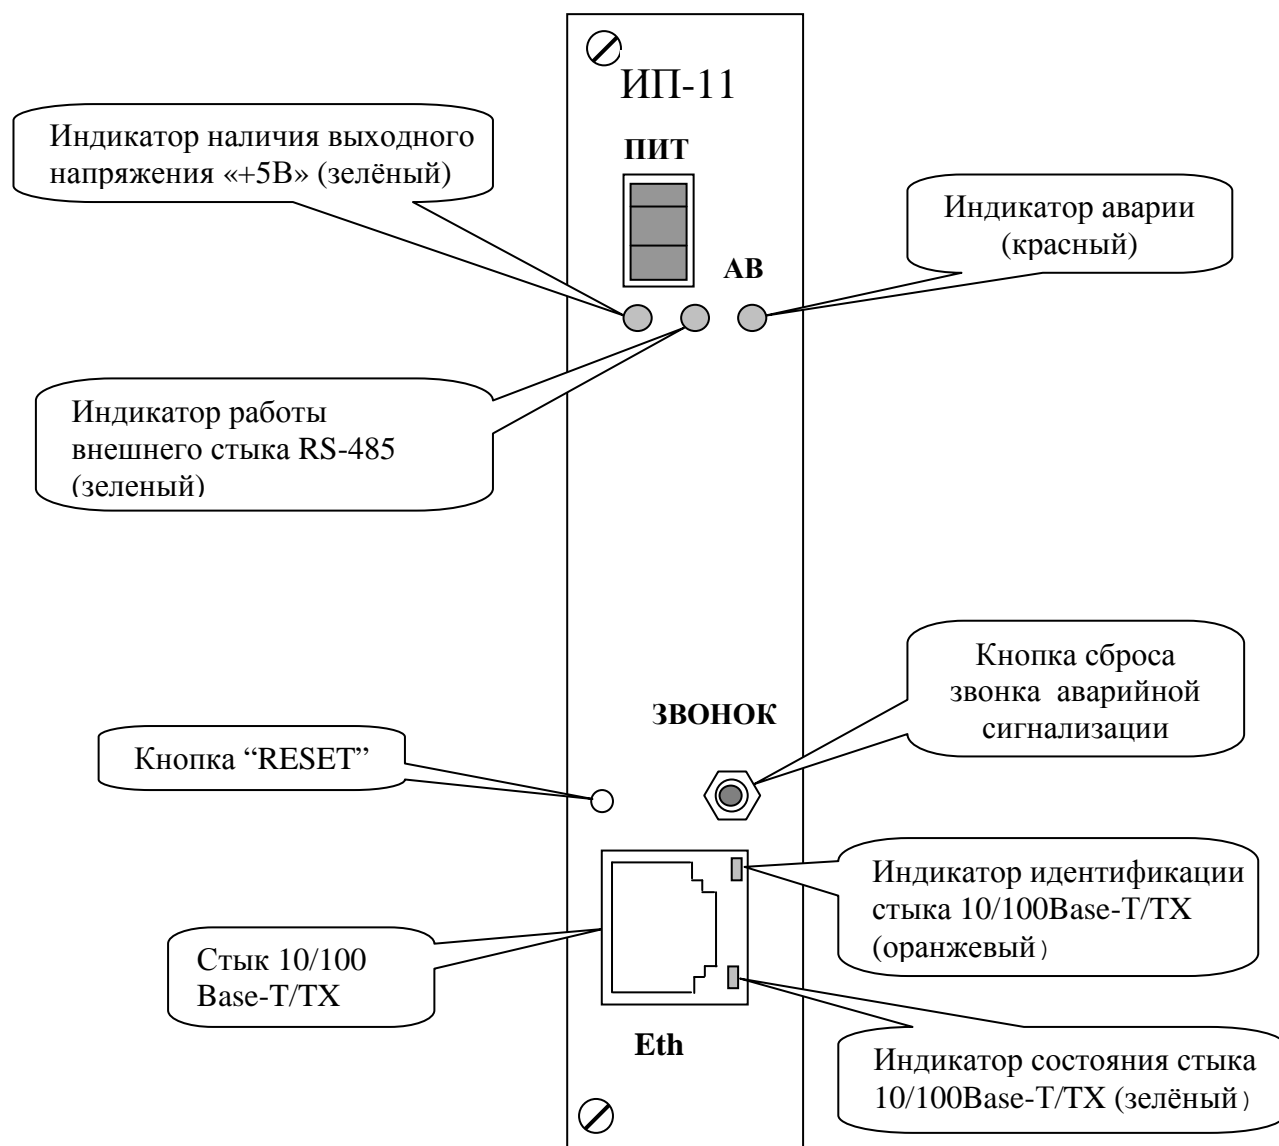 ИП-11
ПИТ
Индикатор наличия выходного
напряжения «+5В» (зелёный)
Индикатор аварии
(красный)
АВ
Индикатор работы
внешнего стыка RS-485
(зеленый)
Кнопка сброса
звонка аварийной
сигнализации
ЗВОНОК
Кнопка “RESET”
Индикатор идентификации
стыка 10/100Base-T/TX
(оранжевый)
Стык 10/100
Base-T/TX
Eth
Индикатор состояния стыка
10/100Base-T/TX (зелёный)